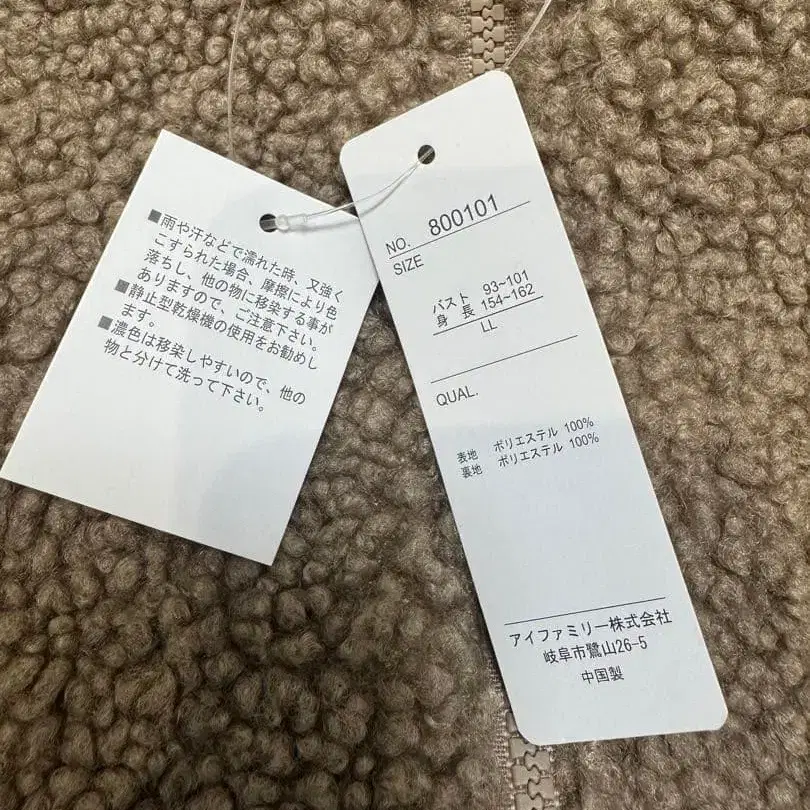 ■雨や汗などで濡れた時、又強く
こすられた場合、摩擦により色
落ちし、他の物に移染する事が
ありますので、ご注意下さい。
■静止型乾燥機の使用をお勧めし
ます。
■濃色は移染しやすいので、他の
物と分けて洗って下さい。
NO. 800101
SIZE
バスト 93~101
身長 154~162
LL
QUAL.
表地 ポリエステル 100%
裏地 ポリエステル 100%
アイファミリー株式会社
岐阜市鷺山26-5
中国製